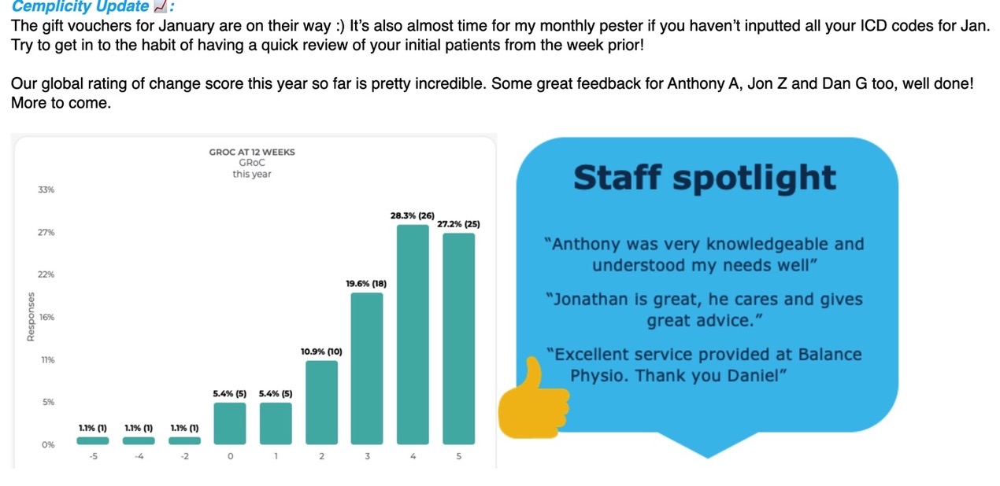 Cemplicity Update 📈:
The gift vouchers for January are on their way :) It’s also almost time for my monthly pester if you haven’t inputted all your ICD codes for Jan.
Try to get in to the habit of having a quick review of your initial patients from the week prior!
Our global rating of change score this year so far is pretty incredible. Some great feedback for Anthony A, Jon Z and Dan G too, well done!
More to come.
GROC AT 12 WEEKS
GRoC
this year
33%
27%
22%
16%
11%
5%
0%
Responses
1.1% (1)
1.1% (1)
1.1% (1)
5.4% (5)
5.4% (5)
10.9% (10)
19.6% (18)
28.3% (26)
27.2% (25)
-5
-4
-2
0
1
2
3
4
5
Staff spotlight
“Anthony was very knowledgeable and
understood my needs well”
“Jonathan is great, he cares and gives
great advice.”
“Excellent service provided at Balance
Physio. Thank you Daniel”